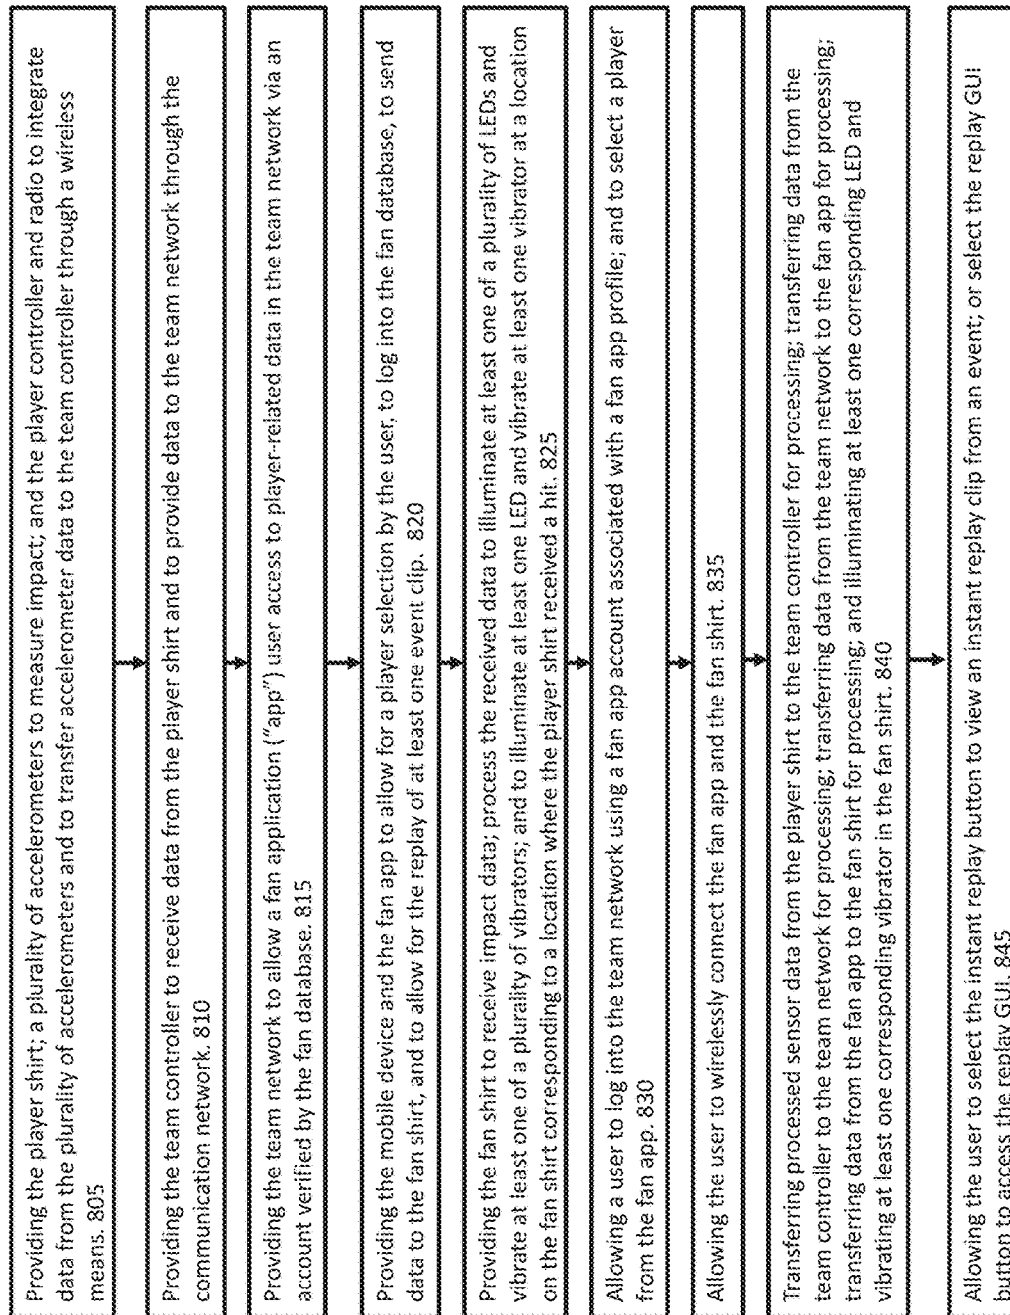 Providing the player shirt; a plurality of accelerometers to measure impact; and the player controller and radio to integrate
data from the plurality of accelerometers and to transfer accelerometer data to the team controller through a wireless
means. 805
Providing the team controller to receive data from the player shirt and to provide data to the team network through the
communication network. 810
Providing the team network to allow a fan application (“app”) user access to player-related data in the team network via an
account verified by the fan database. 815
Providing the mobile device and the fan app to allow for a player selection by the user, to log into the fan database, to send
data to the fan shirt, and to allow for the replay of at least one event clip. 820
Providing the fan shirt to receive impact data; process the received data to illuminate at least one of a plurality of LEDs and
vibrate at least one of a plurality of vibrators; and to illuminate at least one LED and vibrate at least one vibrator at a location
on the fan shirt corresponding to a location where the player shirt received a hit. 825
Allowing a user to log into the team network using a fan app account associated with a fan app profile; and to select a player
from the fan app. 830
Allowing the user to wirelessly connect the fan app and the fan shirt. 835
Transferring processed sensor data from the player shirt to the team controller for processing; transferring data from the
team controller to the team network for processing; transferring data from the team network to the fan app for processing;
transferring data from the fan app to the fan shirt for processing; and illuminating at least one corresponding LED and
vibrating at least one corresponding vibrator in the fan shirt. 840
Allowing the user to select the instant replay button to view an instant replay clip from an event; or select the replay GUI
button to access the replay GUI. 845